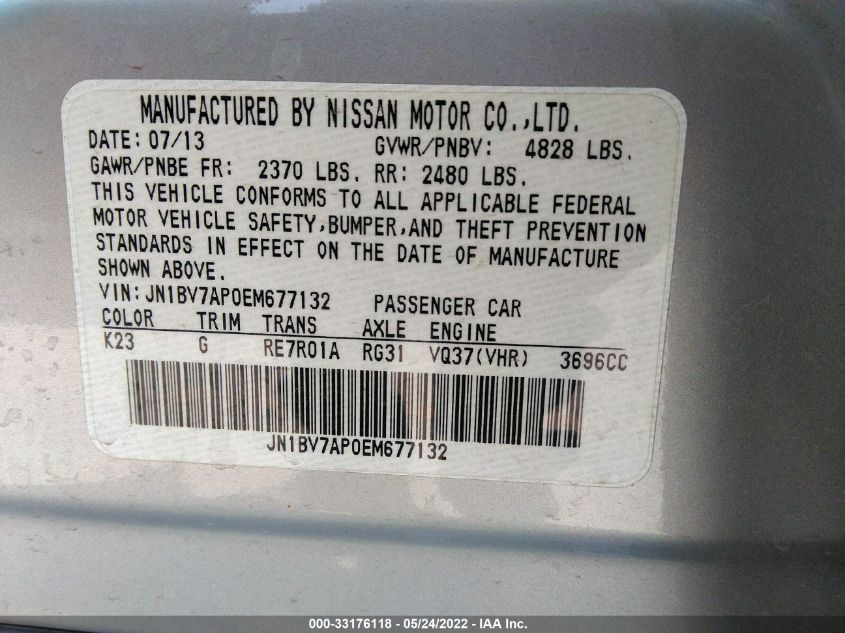 MANUFACTURED BY NISSAN MOTOR CO.,LTD.
DATE: 07/13 GVWR/PNBV: 4828 LBS.
GAWR/PNBE FR: 2370 LBS. RR: 2480 LBS.
THIS VEHICLE CONFORMS TO ALL APPLICABLE FEDERAL
MOTOR VEHICLE SAFETY,BUMPER,AND THEFT PREVENTION
STANDARDS IN EFFECT ON THE DATE OF MANUFACTURE
SHOWN ABOVE.
VIN:JN1BV7AP0EM677132 PASSENGER CAR
COLOR TRIM TRANS AXLE ENGINE
K23 G RE7R01A RG31 VQ37(VHR) 3696CC
JN1BV7AP0EM677132
000-33176118 - 05/24/2022 - IAA Inc.